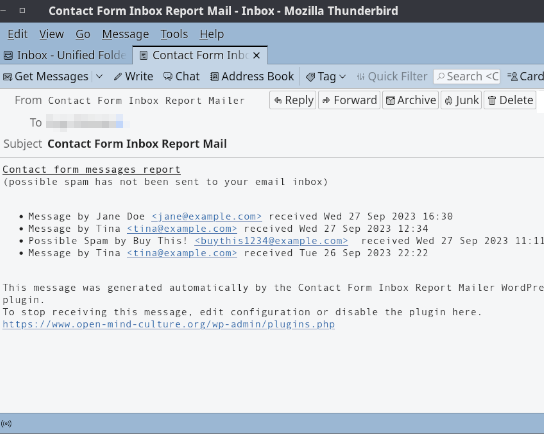 Contact Form Inbox Report Mail - Inbox - Mozilla Thunderbird
Edit View Go Message Tools Help
Inbox - Unified Folde Contact Form Inbo
Get Messages Write Chat Address Book Tag Quick Filter Search <C Card
From Contact Form Inbox Report Mailer Reply Forward Archive Junk Delete
To
Subject Contact Form Inbox Report Mail
Contact form messages report
(possible spam has not been sent to your email inbox)
• Message by Jane Doe <jane@example.com> received Wed 27 Sep 2023 16:30
• Message by Tina <tina@example.com> received Wed 27 Sep 2023 12:34
• Possible Spam by Buy This! <buythis1234@example.com> received Wed 27 Sep 2023 11:11
• Message by Tina <tina@example.com> received Tue 26 Sep 2023 22:22
This message was generated automatically by the Contact Form Inbox Report Mailer WordPre
plugin.
To stop receiving this message, edit configuration or disable the plugin here.
https://www.open-mind-culture.org/wp-admin/plugins.php